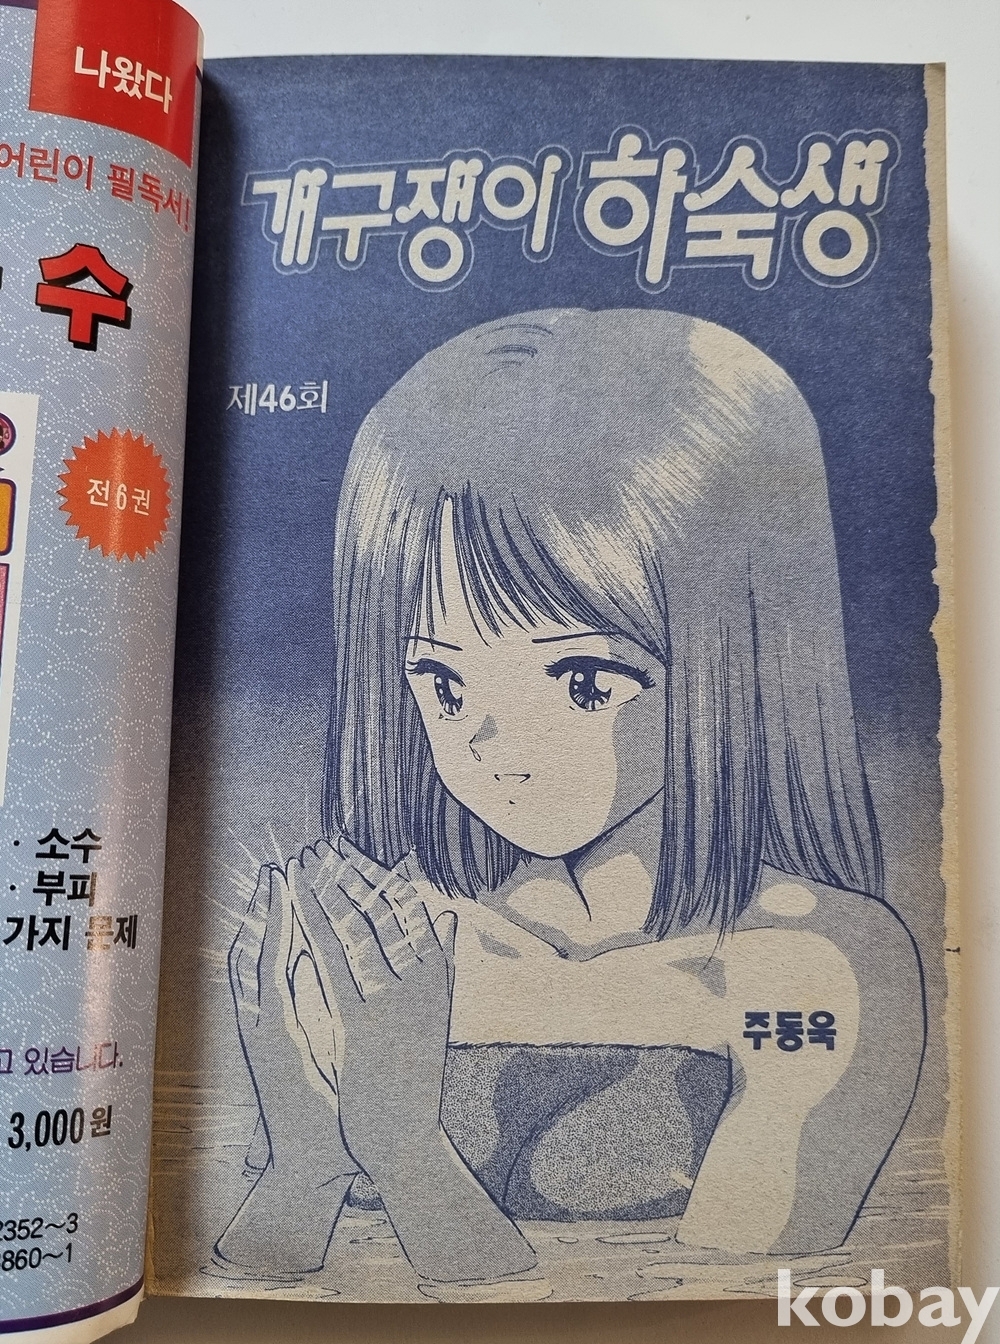 나왔다
어린이 필독서!
수
전6권
· 소수
· 부피
가지 문제
고 있습니다.
3,000원
2352~3
860~1
개구쟁이 하숙생
제46회
주동욱
kobay